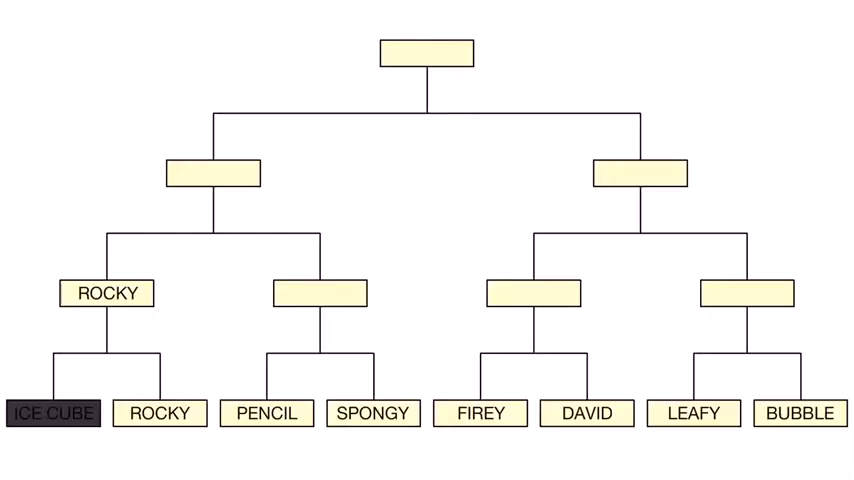 ROCKY
ICE CUBE ROCKY PENCIL SPONGY FIREY DAVID LEAFY BUBBLE